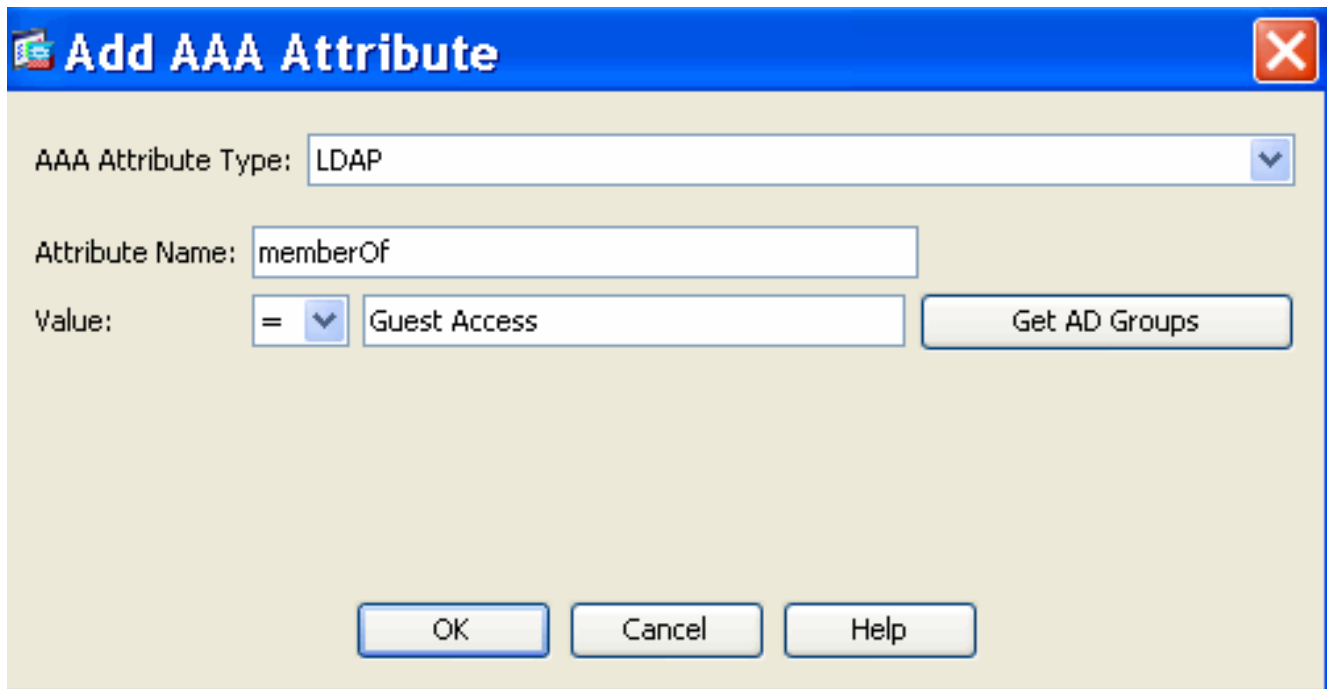 Add AAA Attribute
AAA Attribute Type: LDAP
Attribute Name: memberOf
Value: = Guest Access Get AD Groups
OK Cancel Help